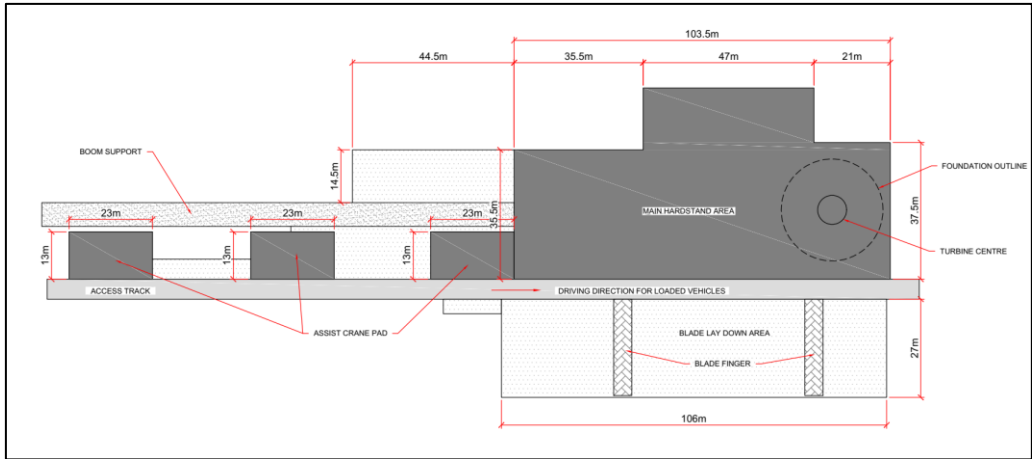 103.5m
44.5m
35.5m
47m
21m
BOOM SUPPORT
14.5m
FOUNDATION OUTLINE
23m
23m
23m
35.5m
MAIN HARDSTAND AREA
37.5m
13m
13m
13m
TURBINE CENTRE
ACCESS TRACK
DRIVING DIRECTION FOR LOADED VEHICLES
ASSIST CRANE PAD
BLADE LAY DOWN AREA
27m
BLADE FINGER
106m